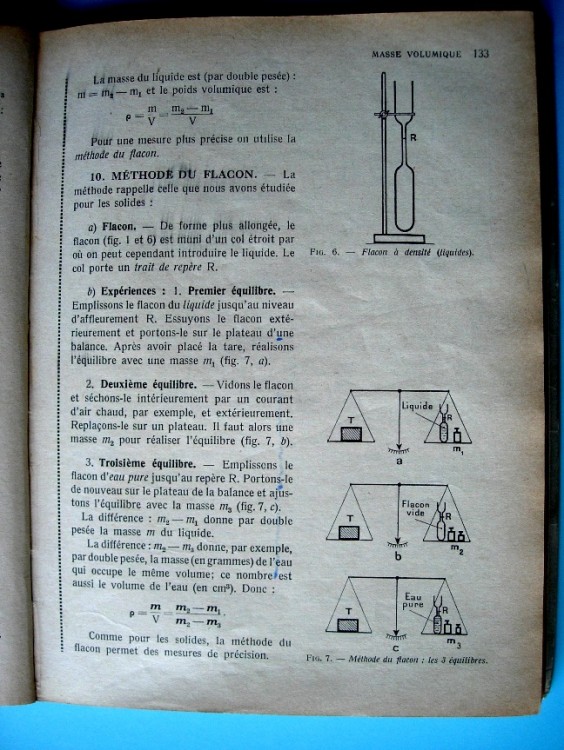 MASSE VOLUMIQUE 133
La masse du liquide est (par double pesée) :
m = m₂ — m₁ et le poids volumique est :
ρ = m/V = (m₂ — m₁)/V
Pour une mesure plus précise on utilise la
méthode du flacon.
10. MÉTHODE DU FLACON. — La
méthode rappelle celle que nous avons étudiée
pour les solides :
a) Flacon. — De forme plus allongée, le
flacon (fig. 1 et 6) est muni d'un col étroit par
où on peut cependant introduire le liquide. Le
col porte un trait de repère R.
b) Expériences : 1. Premier équilibre. —
Emplissons le flacon du liquide jusqu'au niveau
d'affleurement R. Essuyons le flacon exté-
rieurement et portons-le sur le plateau d'une
balance. Après avoir placé la tare, réalisons
l'équilibre avec une masse m₁ (fig. 7, a).
2. Deuxième équilibre. — Vidons le flacon
et séchons-le intérieurement par un courant
d'air chaud, par exemple, et extérieurement.
Replaçons-le sur un plateau. Il faut alors une
masse m₂ pour réaliser l'équilibre (fig. 7, b).
3. Troisième équilibre. — Emplissons le
flacon d'eau pure jusqu'au repère R. Portons-le
de nouveau sur le plateau de la balance et ajus-
tons l'équilibre avec la masse m₃ (fig. 7, c).
La différence : m₂ — m₁ donne par double
pesée la masse m du liquide.
La différence : m₂ — m₃ donne, par exemple,
par double pesée, la masse (en grammes) de l'eau
qui occupe le même volume; ce nombre est
aussi le volume de l'eau (en cm³). Donc :
ρ = m/V = (m₂ — m₁)/(m₂ — m₃).
Comme pour les solides, la méthode du
flacon permet des mesures de précision.
R
FIG. 6. — Flacon à densité (liquides).
Liquide
T
R
m₁
a
Flacon
vide
T
R
m₂
b
Eau
pure
T
R
m₃
c
FIG. 7. — Méthode du flacon : les 3 équilibres.